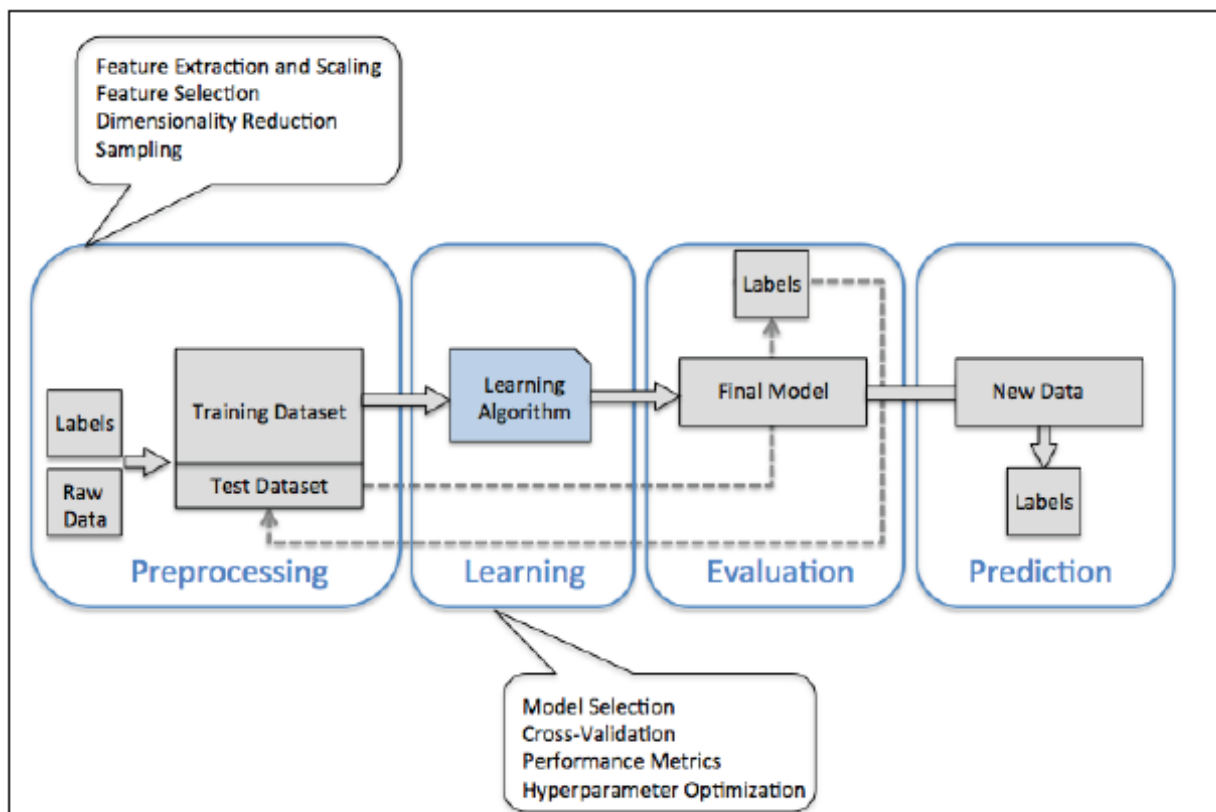 Feature Extraction and Scaling
Feature Selection
Dimensionality Reduction
Sampling
Labels
Raw
Data
Training Dataset
Test Dataset
Preprocessing
Learning
Algorithm
Learning
Labels
Final Model
Evaluation
New Data
Labels
Prediction
Model Selection
Cross-Validation
Performance Metrics
Hyperparameter Optimization